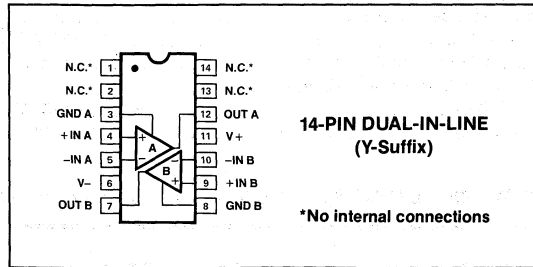 N.C.* 1 14 N.C.*
N.C.* 2 13 N.C.*
GND A 3 12 OUT A
+IN A 4 + A 11 V+
−IN A 5 − − 10 −IN B
V− 6 B + 9 +IN B
OUT B 7 8 GND B
14-PIN DUAL-IN-LINE
(Y-Suffix)
*No internal connections